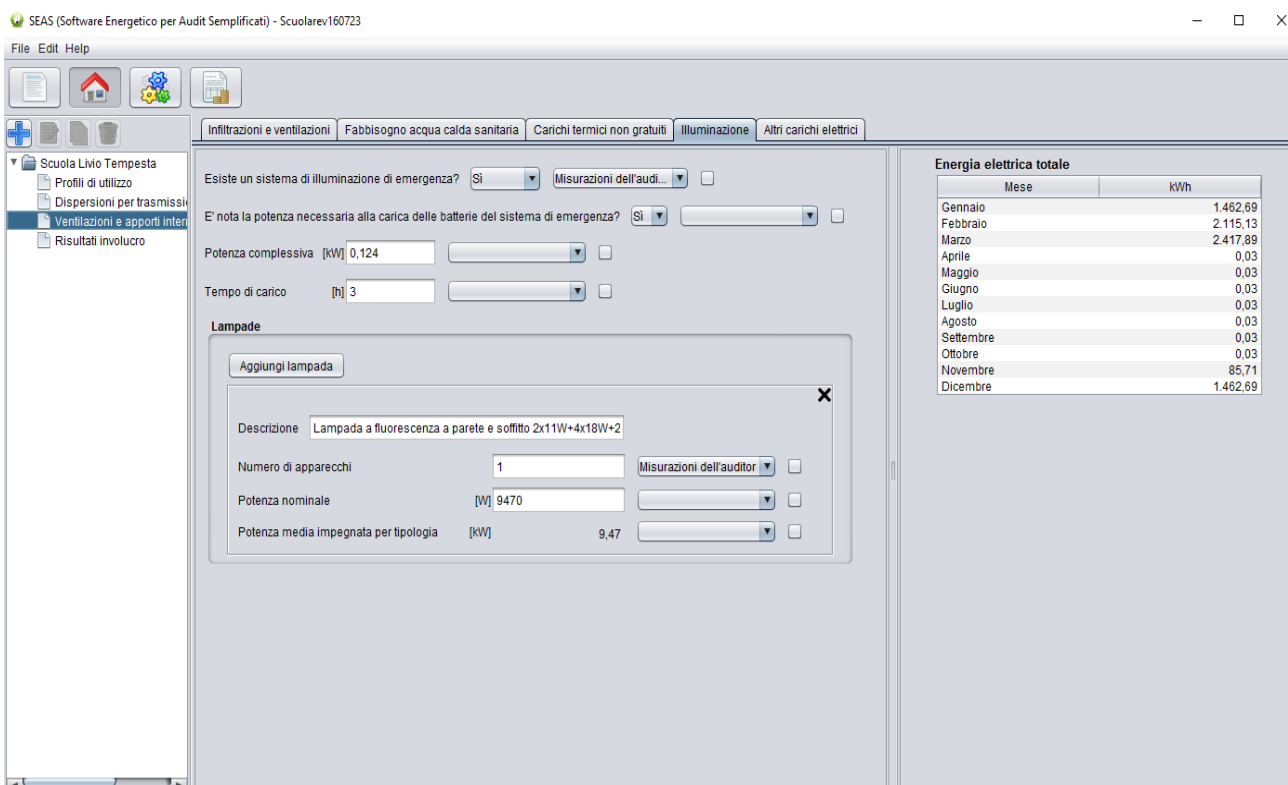 SEAS (Software Energetico per Audit Semplificati) - Scuolarev160723
File Edit Help
Infiltrazioni e ventilazioni Fabbisogno acqua calda sanitaria Carichi termici non gratuiti Illuminazione Altri carichi elettrici
Scuola Livio Tempesta
Profili di utilizzo
Dispersioni per trasmissi
Ventilazioni e apporti inter
Risultati involucro
Esiste un sistema di illuminazione di emergenza? Sì Misurazioni dell'audi...
E' nota la potenza necessaria alla carica delle batterie del sistema di emergenza? Sì
Potenza complessiva [kW] 0,124
Tempo di carico [h] 3
Lampade
Aggiungi lampada
Descrizione Lampada a fluorescenza a parete e soffitto 2x11W+4x18W+2
Numero di apparecchi 1 Misurazioni dell'auditor
Potenza nominale [W] 9470
Potenza media impegnata per tipologia [kW] 9,47
Energia elettrica totale
Mese kWh
Gennaio 1.462,69
Febbraio 2.115,13
Marzo 2.417,89
Aprile 0,03
Maggio 0,03
Giugno 0,03
Luglio 0,03
Agosto 0,03
Settembre 0,03
Ottobre 0,03
Novembre 85,71
Dicembre 1.462,69